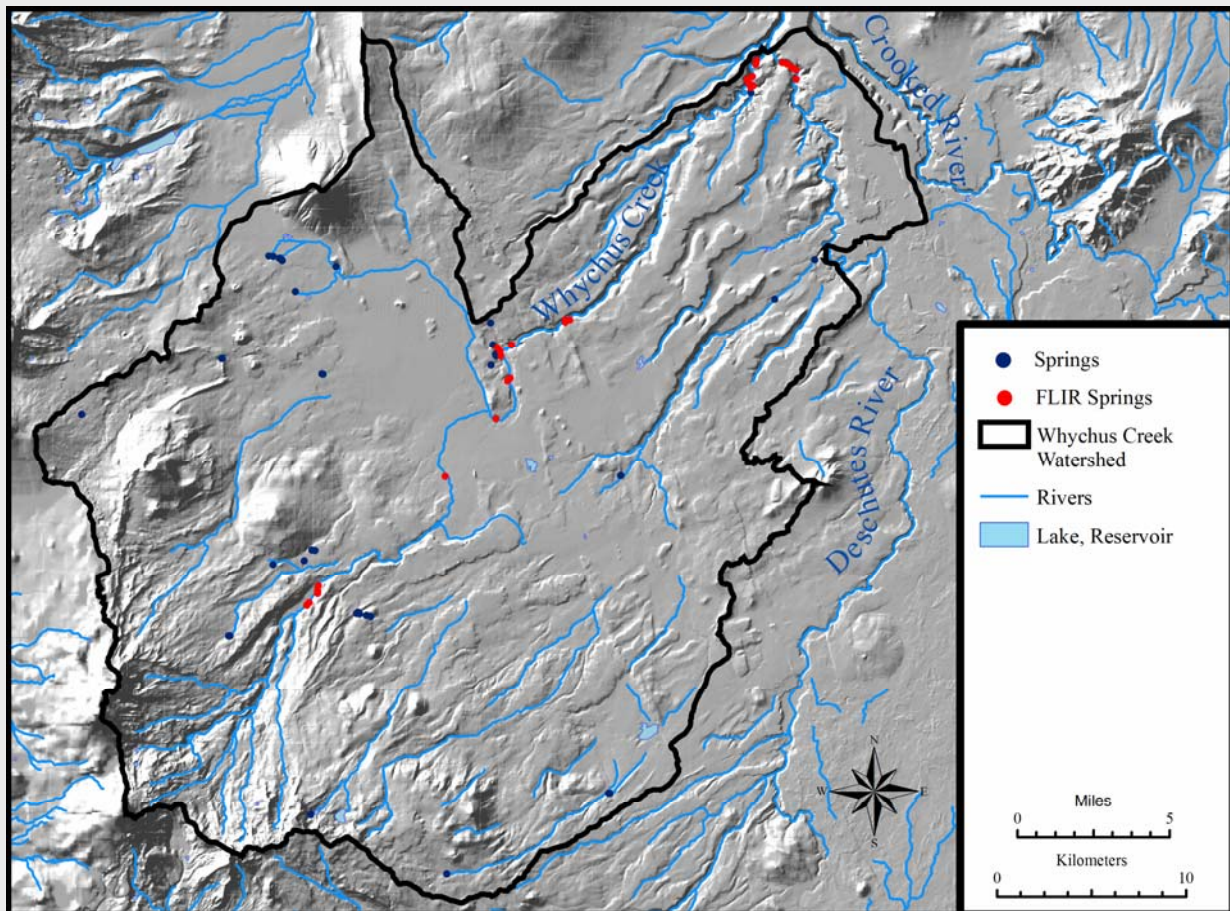 Crooked River
Whychus Creek
Deschutes River
Springs
FLIR Springs
Whychus Creek
Watershed
Rivers
Lake, Reservoir
N
W
E
S
Miles
0
5
Kilometers
0
10